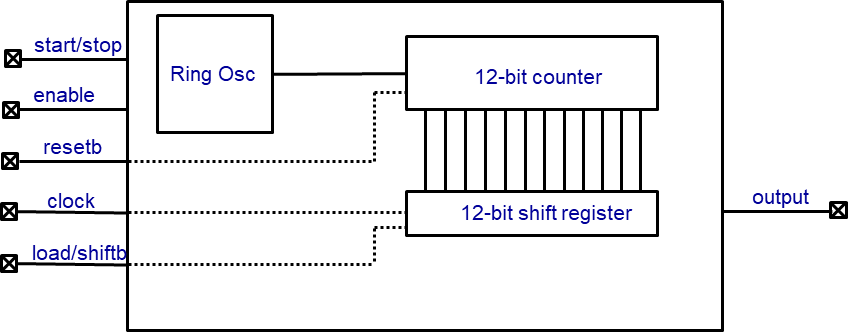 start/stop
Ring Osc
12-bit counter
enable
resetb
clock
12-bit shift register
output
load/shiftb